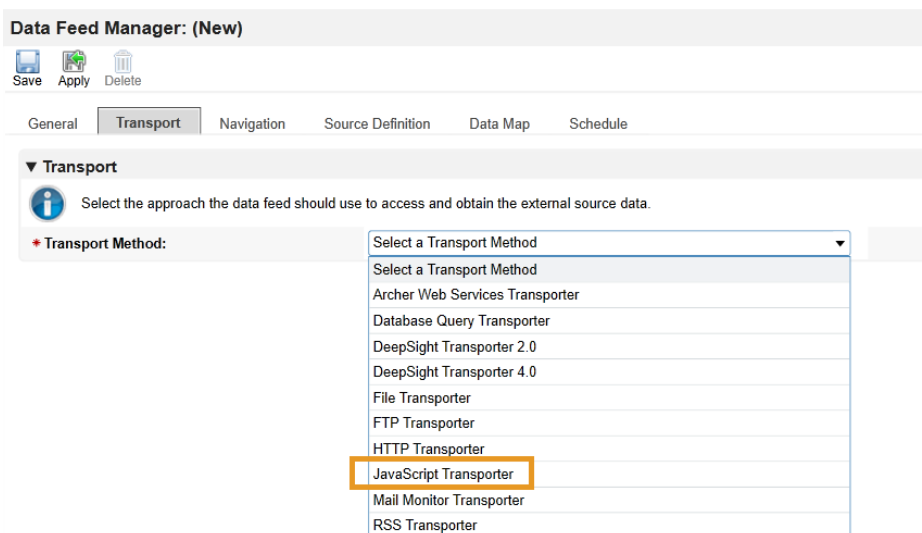 Data Feed Manager: (New)
Save Apply Delete
General Transport Navigation Source Definition Data Map Schedule
▼ Transport
Select the approach the data feed should use to access and obtain the external source data.
* Transport Method: Select a Transport Method
Select a Transport Method
Archer Web Services Transporter
Database Query Transporter
DeepSight Transporter 2.0
DeepSight Transporter 4.0
File Transporter
FTP Transporter
HTTP Transporter
JavaScript Transporter
Mail Monitor Transporter
RSS Transporter